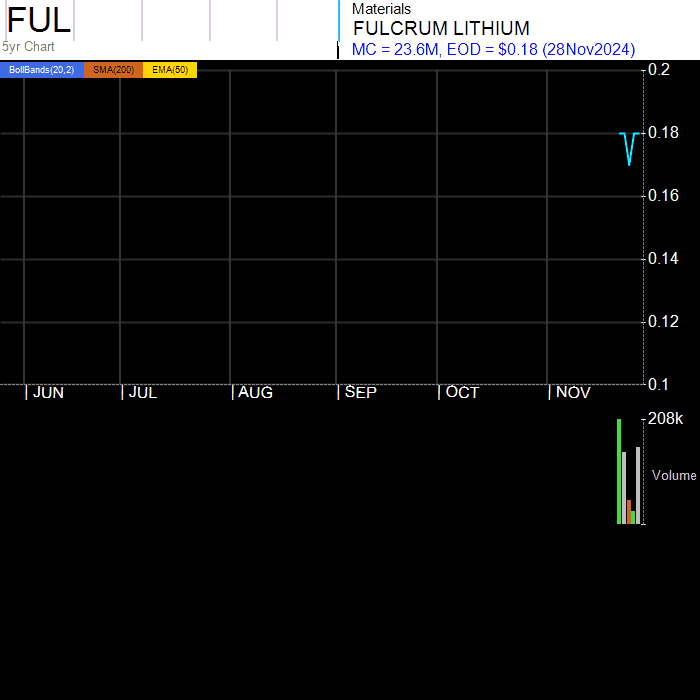 FUL
5yr Chart
Materials
FULCRUM LITHIUM
MC = 23.6M, EOD = $0.18 (28Nov2024)
BollBands(20,2) SMA(200) EMA(50)
0.2
0.18
0.16
0.14
0.12
0.1
JUN JUL AUG SEP OCT NOV
208k
Volume